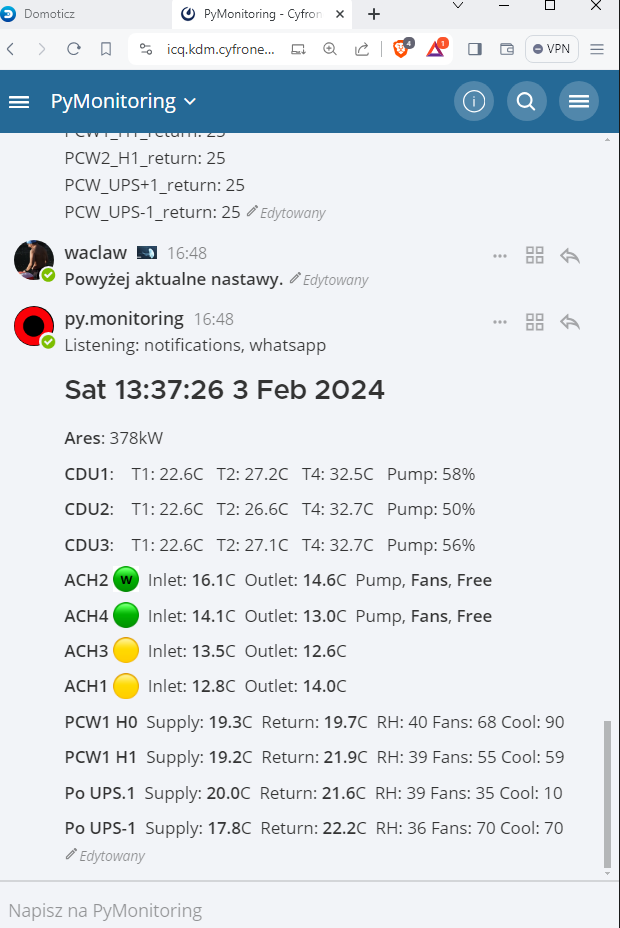 Domoticz
PyMonitoring - Cyfron
icq.kdm.cyfrone...
4
1
VPN
PyMonitoring
PCW1_H1_return: 25
PCW2_H1_return: 25
PCW_UPS+1_return: 25
PCW_UPS-1_return: 25 Edytowany
waclaw 16:48
Powyżej aktualne nastawy. Edytowany
py.monitoring 16:48
Listening: notifications, whatsapp
Sat 13:37:26 3 Feb 2024
Ares: 378kW
CDU1: T1: 22.6C T2: 27.2C T4: 32.5C Pump: 58%
CDU2: T1: 22.6C T2: 26.6C T4: 32.7C Pump: 50%
CDU3: T1: 22.6C T2: 27.1C T4: 32.7C Pump: 56%
ACH2 W Inlet: 16.1C Outlet: 14.6C Pump, Fans, Free
ACH4 Inlet: 14.1C Outlet: 13.0C Pump, Fans, Free
ACH3 Inlet: 13.5C Outlet: 12.6C
ACH1 Inlet: 12.8C Outlet: 14.0C
PCW1 H0 Supply: 19.3C Return: 19.7C RH: 40 Fans: 68 Cool: 90
PCW1 H1 Supply: 19.2C Return: 21.9C RH: 39 Fans: 55 Cool: 59
Po UPS.1 Supply: 20.0C Return: 21.6C RH: 39 Fans: 35 Cool: 10
Po UPS-1 Supply: 17.8C Return: 22.2C RH: 36 Fans: 70 Cool: 70
Edytowany
Napisz na PyMonitoring